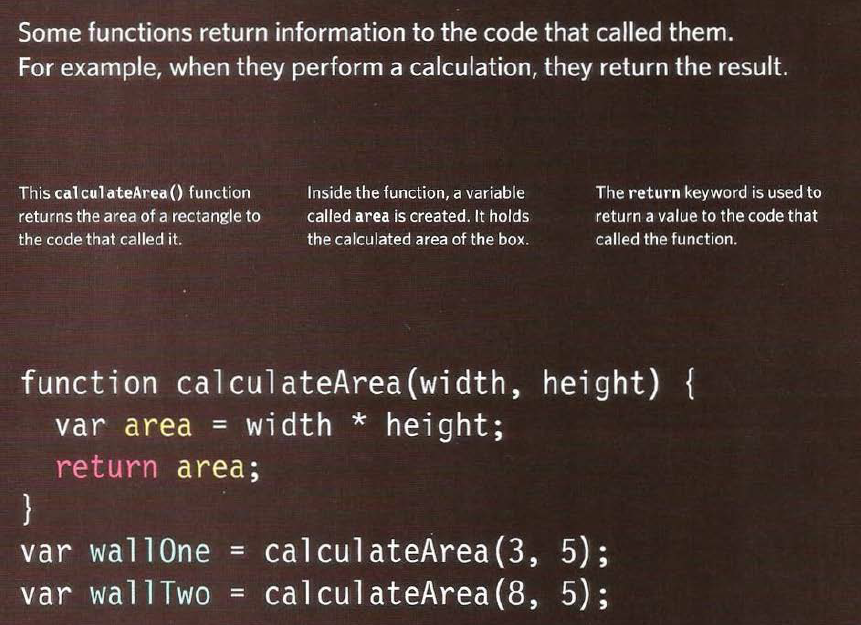 Some functions return information to the code that called them.
For example, when they perform a calculation, they return the result.
This calculateArea() function
returns the area of a rectangle to
the code that called it.
Inside the function, a variable
called area is created. It holds
the calculated area of the box.
The return keyword is used to
return a value to the code that
called the function.
function calculateArea(width, height) {
  var area = width * height;
  return area;
}
var wallOne = calculateArea(3, 5);
var wallTwo = calculateArea(8, 5);